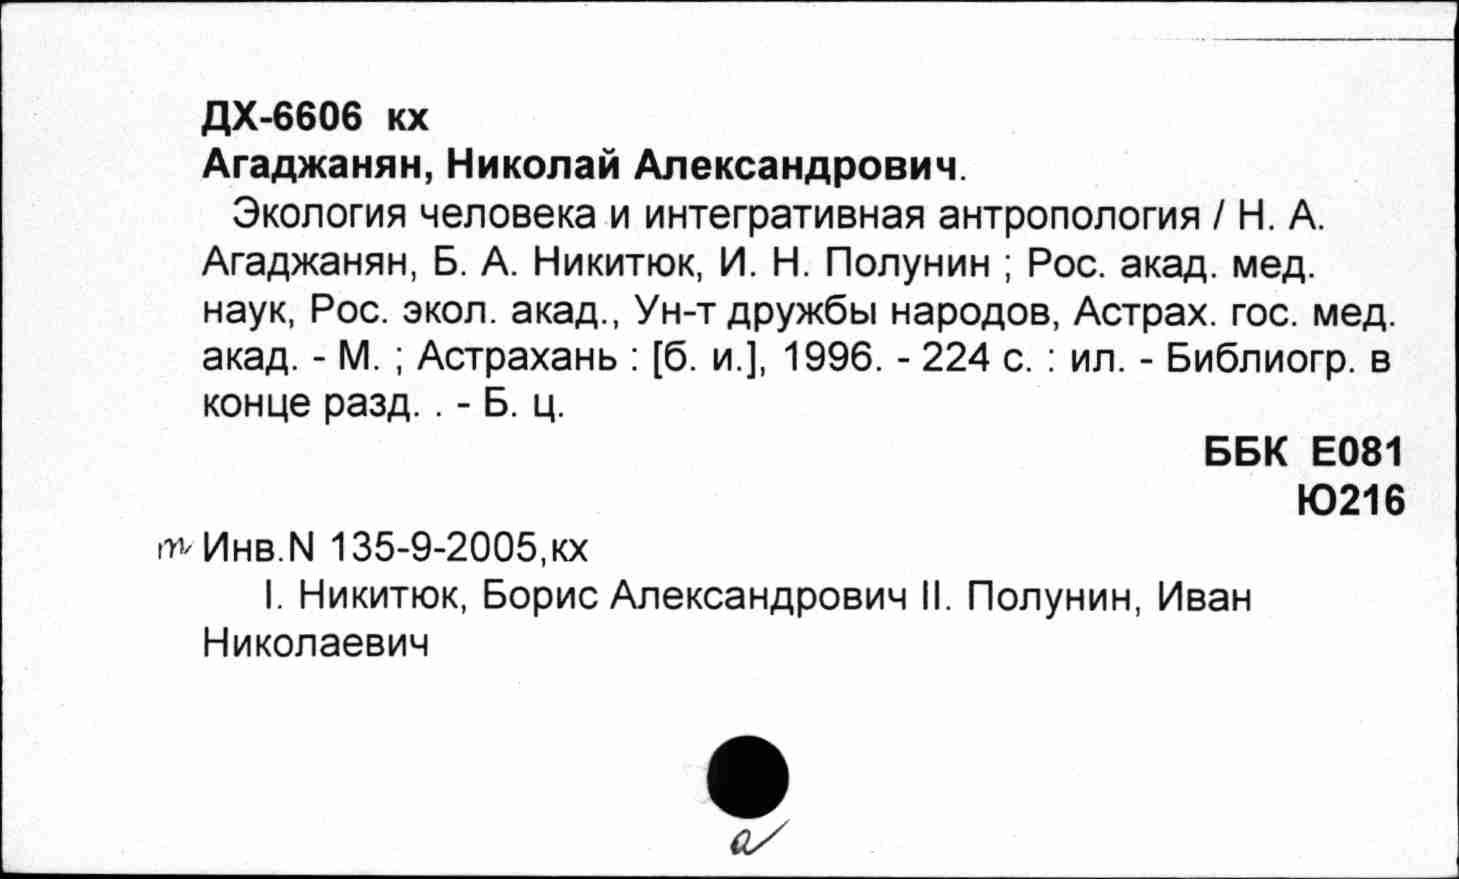 ДХ-6606 кх
Агаджанян, Николай Александрович.
Экология человека и интегративная антропология / Н. А.
Агаджанян, Б. А. Никитюк, И. Н. Полунин ; Рос. акад. мед.
наук, Рос. экол. акад., Ун-т дружбы народов, Астрах. гос. мед.
акад. - М. ; Астрахань : [б. и.], 1996. - 224 с. : ил. - Библиогр. в
конце разд. . - Б. ц.
ББК Е081
Ю216
Инв.N 135-9-2005,кх
I. Никитюк, Борис Александрович II. Полунин, Иван
Николаевич